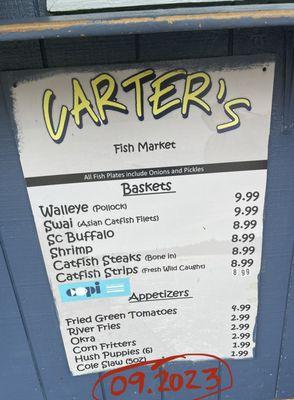 CARTER'S
Fish Market
All Fish Plates Include Onions and Pickles
Baskets
Walleye (Pollock) 9.99
Swai (Asian Catfish Filets) 9.99
Sc Buffalo 8.99
Shrimp 8.99
Catfish Steaks (Bone in) 8.99
Catfish Strips (Fresh Wild Caught) 8.99
copi 8.99
Appetizers
Fried Green Tomatoes 4.99
River Fries 2.99
Okra 2.99
Corn Fritters 2.99
Hush Puppies (6) 1.99
Cole Slaw (5oz) 1.99
09.2023